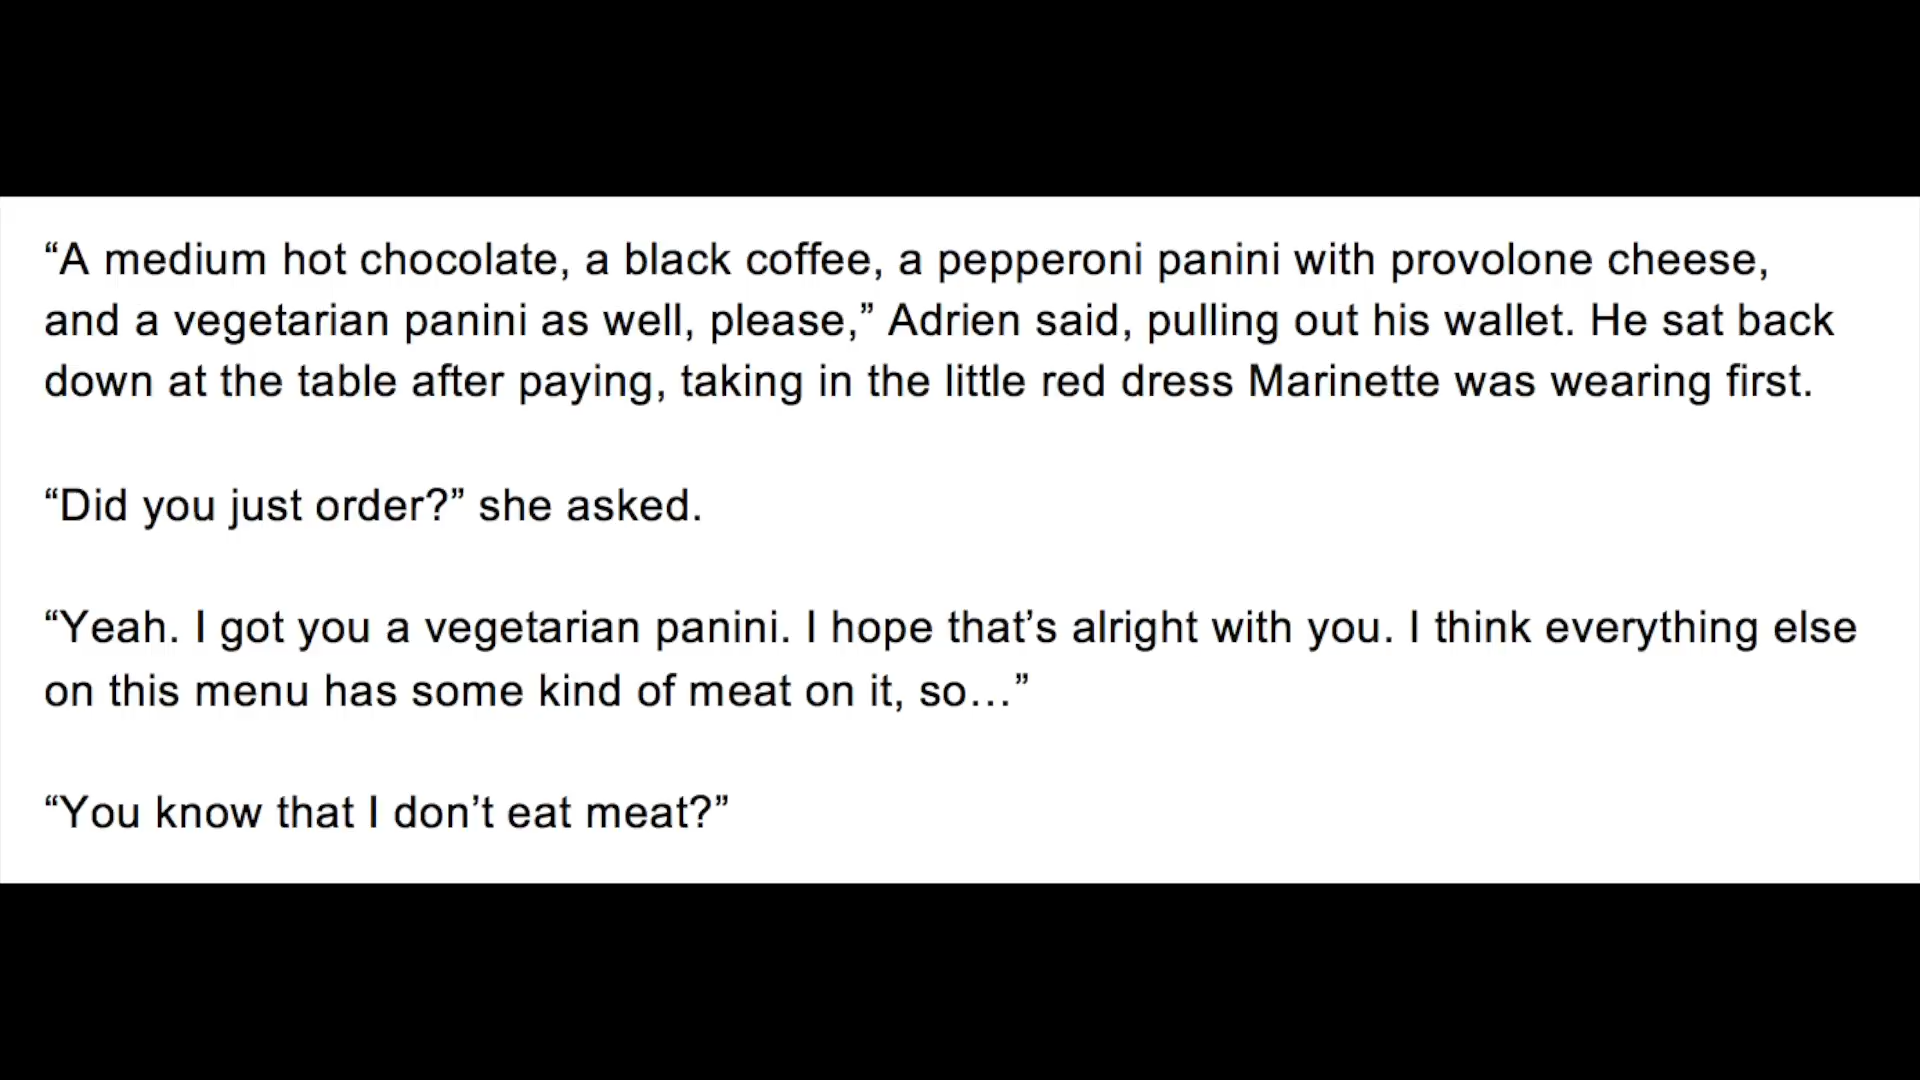 “A medium hot chocolate, a black coffee, a pepperoni panini with provolone cheese,
and a vegetarian panini as well, please,” Adrien said, pulling out his wallet. He sat back
down at the table after paying, taking in the little red dress Marinette was wearing first.
“Did you just order?” she asked.
“Yeah. I got you a vegetarian panini. I hope that’s alright with you. I think everything else
on this menu has some kind of meat on it, so…”
“You know that I don’t eat meat?”